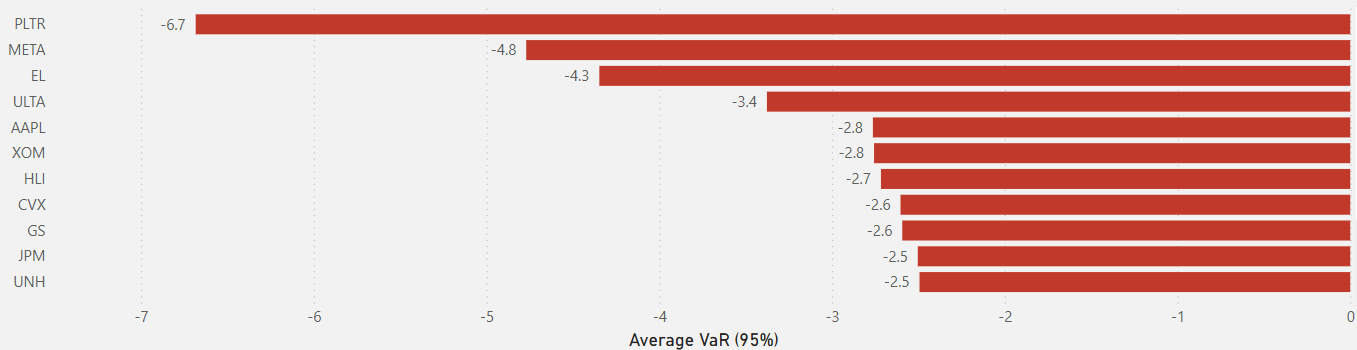 PLTR -6.7
META -4.8
EL -4.3
ULTA -3.4
AAPL -2.8
XOM -2.8
HLI -2.7
CVX -2.6
GS -2.6
JPM -2.5
UNH -2.5
-7 -6 -5 -4 -3 -2 -1 0
Average VaR (95%)